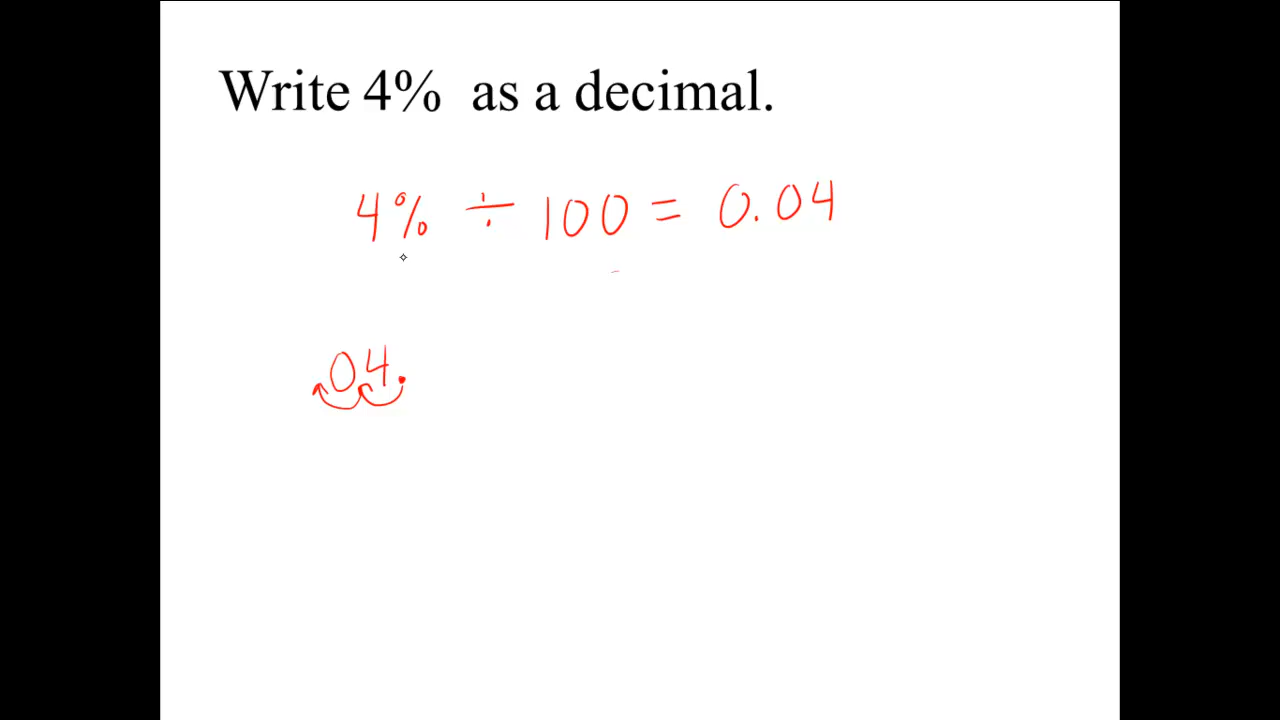 Write 4% as a decimal.
4% ÷ 100 = 0.04
04.